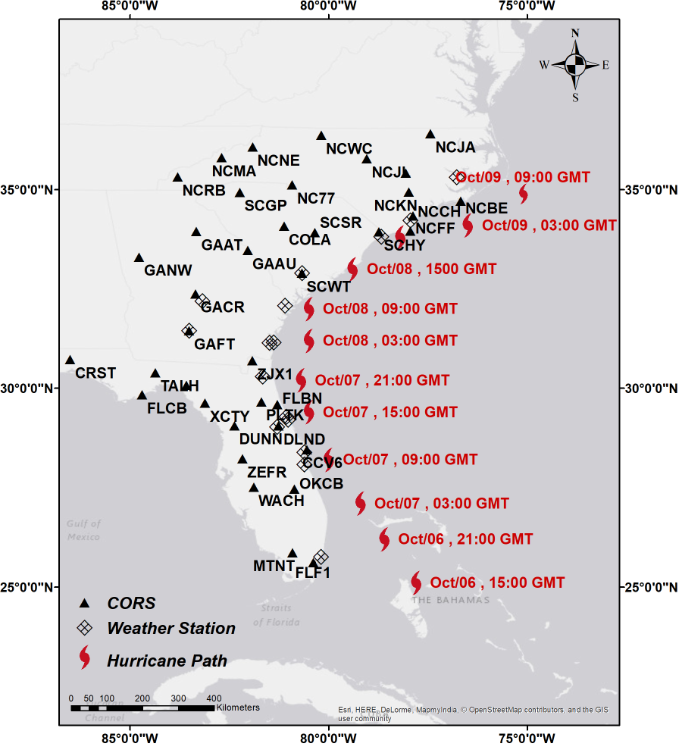 85°0'0"W 80°0'0"W 75°0'0"W
N
W E
S
NCWC NCJA
NCNE
NCMA NCJL
Oct/09 , 09:00 GMT
35°0'0"N 35°0'0"N
NCRB NC77
SCGP NCKN NCBE
NCCH
SCSR NCFF Oct/09 , 03:00 GMT
COLA SCHY
GAAT
GAAU
GANW Oct/08 , 1500 GMT
SCWT
GACR Oct/08 , 09:00 GMT
GAFT Oct/08 , 03:00 GMT
CRST ZJX1 Oct/07 , 21:00 GMT
30°0'0"N 30°0'0"N
TALH
FLBN
FLCB XCTY PLTK Oct/07 , 15:00 GMT
DUNN DLND
CCV6 Oct/07 , 09:00 GMT
ZEFR
OKCB
WACH Oct/07 , 03:00 GMT
Gulf of
Mexico Oct/06 , 21:00 GMT
MTNT
FLF1
25°0'0"N Oct/06 , 15:00 GMT 25°0'0"N
THE BAHAMAS
CORS
Straits
of Florida
Weather Station
Hurricane Path
0 50 100 200 300 400
Kilometers
Channel
Esri, HERE, DeLorme, MapmyIndia, © OpenStreetMap contributors, and the GIS
user community
85°0'0"W 80°0'0"W 75°0'0"W